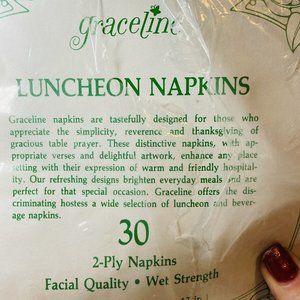 graceline
LUNCHEON NAPKINS
Graceline napkins are tastefully designed for those who
appreciate the simplicity, reverence and thanksgiving of
gracious table prayer. These distinctive napkins, with ap-
propriate verses and delightful artwork, enhance any place
setting with their expression of warm and friendly hospital-
ity. Our refreshing designs brighten everyday meals and are
perfect for that special occasion. Graceline offers the dis-
criminating hostess a wide selection of luncheon and bever-
age napkins.
30
2-Ply Napkins
Facial Quality • Wet Strength